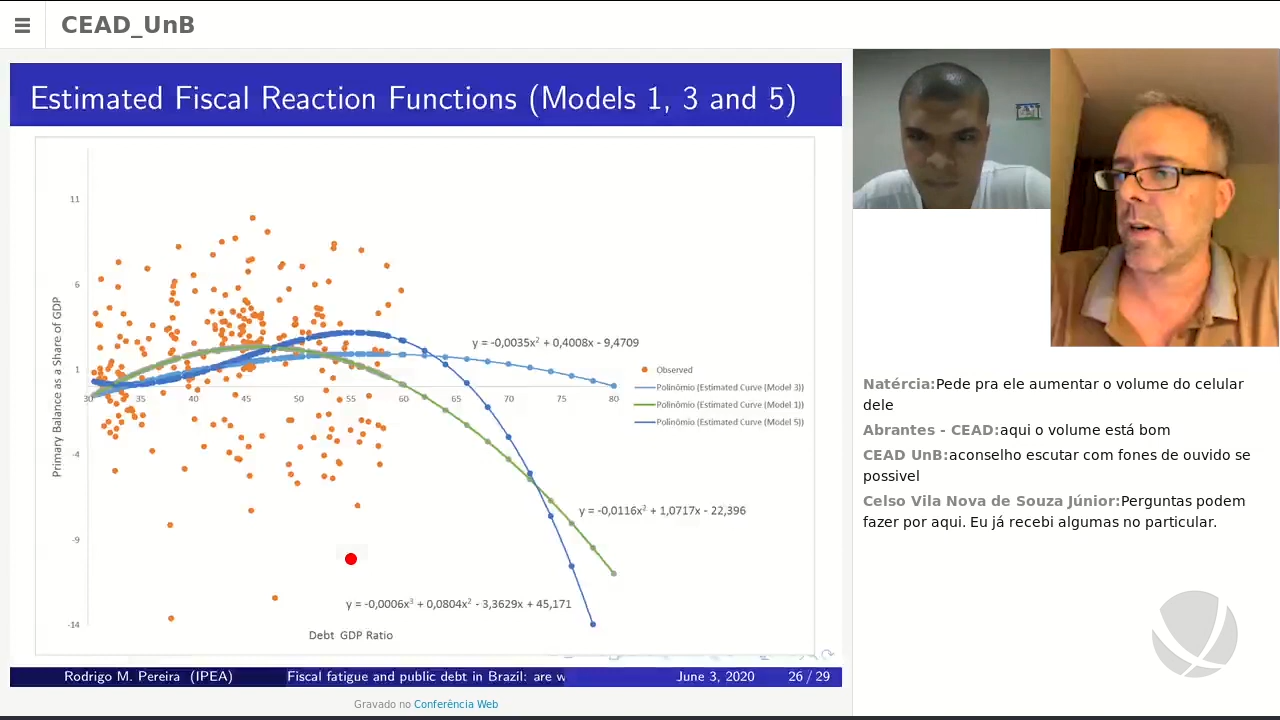 CEAD_UnB
Estimated Fiscal Reaction Functions (Models 1, 3 and 5)
11
6
1
-4
-9
-14
Primary Balance as a Share of GDP
30
35
40
45
50
55
60
65
70
75
80
y = -0,0035x² + 0,4008x - 9,4709
Observed
Polinômio (Estimated Curve (Model 3))
Polinômio (Estimated Curve (Model 1))
Polinômio (Estimated Curve (Model 5))
y = -0,0116x² + 1,0717x - 22,396
y = -0,0006x³ + 0,0804x² - 3,3629x + 45,171
Debt GDP Ratio
Rodrigo M. Pereira (IPEA) Fiscal fatigue and public debt in Brazil: are w June 3, 2020 26 / 29
Gravado no Conferência Web
Natércia:Pede pra ele aumentar o volume do celular
dele
Abrantes - CEAD:aqui o volume está bom
CEAD UnB:aconselho escutar com fones de ouvido se
possivel
Celso Vila Nova de Souza Júnior:Perguntas podem
fazer por aqui. Eu já recebi algumas no particular.